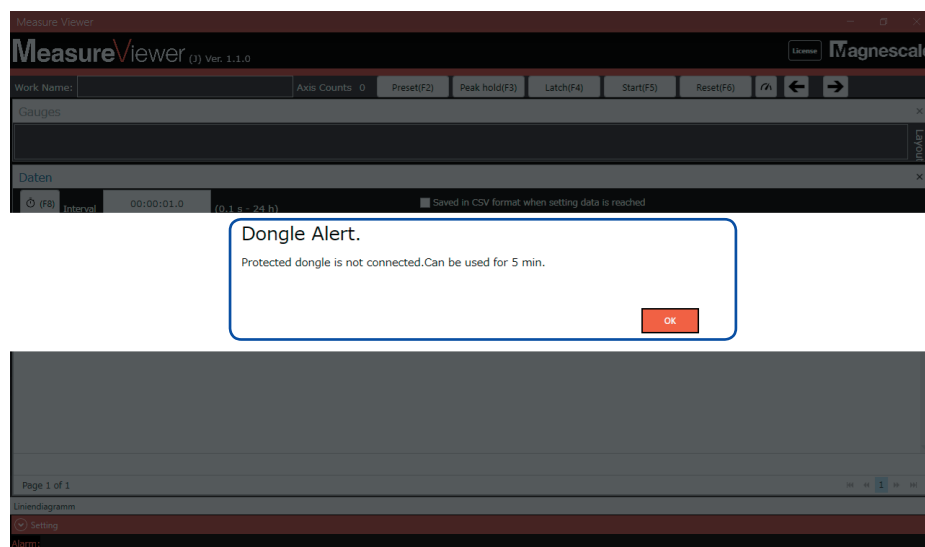 Measure Viewer
MeasureViewer (J) Ver. 1.1.0
License
Magnescale
Work Name:
Axis Counts 0
Preset(F2)
Peak hold(F3)
Latch(F4)
Start(F5)
Reset(F6)
Gauges
Layout
Daten
(F8)
Interval
00:00:01.0
(0.1 s - 24 h)
Saved in CSV format when setting data is reached
Dongle Alert.
Protected dongle is not connected.Can be used for 5 min.
OK
Page 1 of 1
1
Liniendiagramm
Setting
Alarm: